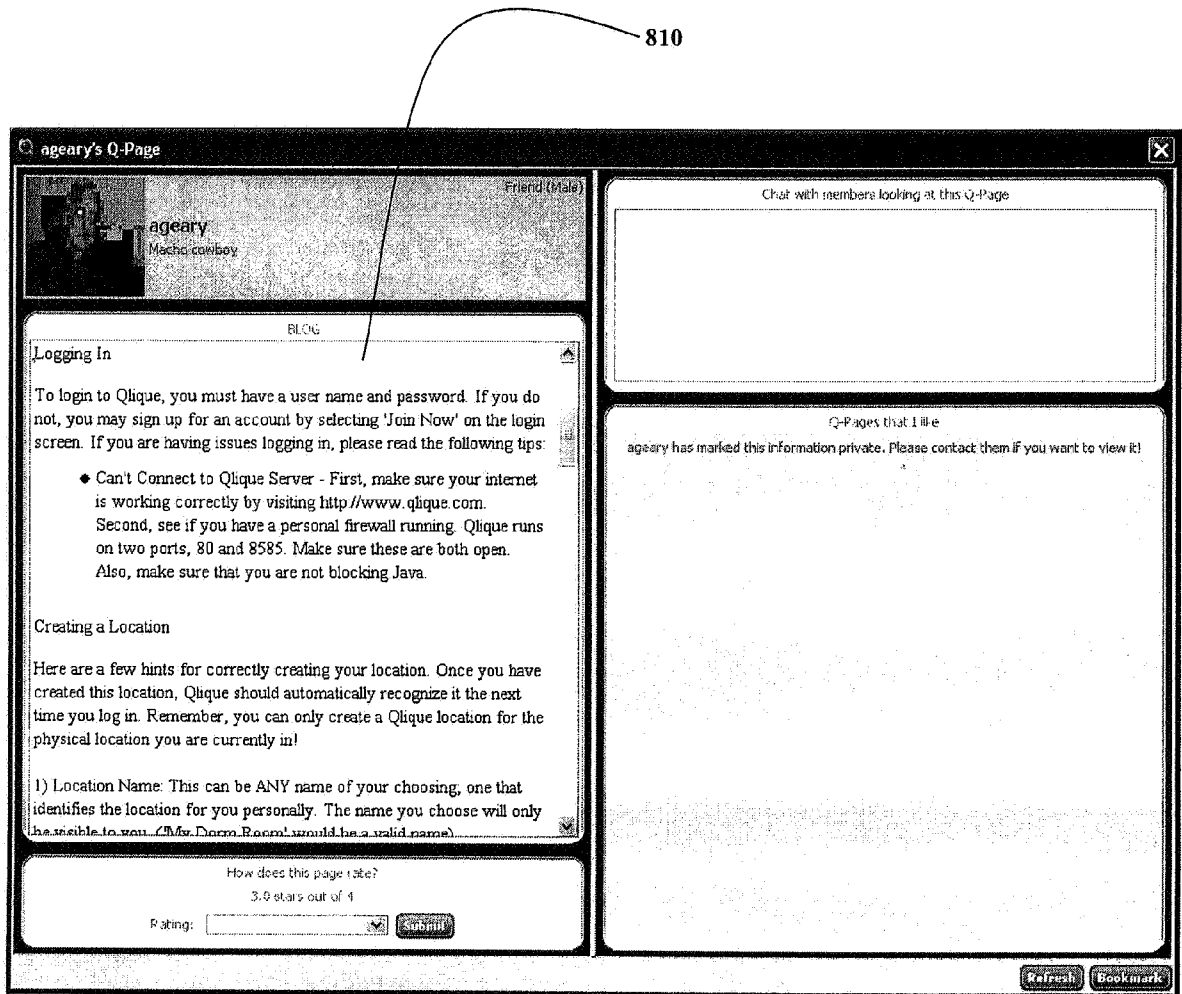 810
ageary's Q-Page
Friend (Male)
ageary
Macho cowboy
BLOG
Logging In
To login to Qlique, you must have a user name and password. If you do
not, you may sign up for an account by selecting 'Join Now' on the login
screen. If you are having issues logging in, please read the following tips:
◆ Can't Connect to Qlique Server - First, make sure your internet
is working correctly by visiting http://www.qlique.com.
Second, see if you have a personal firewall running. Qlique runs
on two ports, 80 and 8585. Make sure these are both open.
Also, make sure that you are not blocking Java.
Creating a Location
Here are a few hints for correctly creating your location. Once you have
created this location, Qlique should automatically recognize it the next
time you log in. Remember, you can only create a Qlique location for the
physical location you are currently in!
1) Location Name: This can be ANY name of your choosing, one that
identifies the location for you personally. The name you choose will only
be visible to you. ('My Dorm Room' would be a valid name)
How does this page rate?
3.0 stars out of 4
Rating:
Submit
Chat with members looking at this Q-Page
Q-Pages that I like
ageary has marked this information private. Please contact them if you want to view it!
Refresh
Bookmark